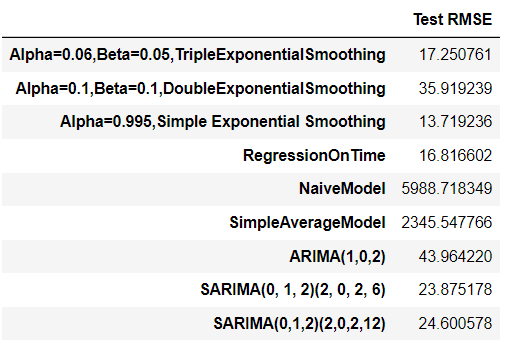 Test RMSE
Alpha=0.06,Beta=0.05,TripleExponentialSmoothing 17.250761
Alpha=0.1,Beta=0.1,DoubleExponentialSmoothing 35.919239
Alpha=0.995,Simple Exponential Smoothing 13.719236
RegressionOnTime 16.816602
NaiveModel 5988.718349
SimpleAverageModel 2345.547766
ARIMA(1,0,2) 43.964220
SARIMA(0, 1, 2)(2, 0, 2, 6) 23.875178
SARIMA(0,1,2)(2,0,2,12) 24.600578